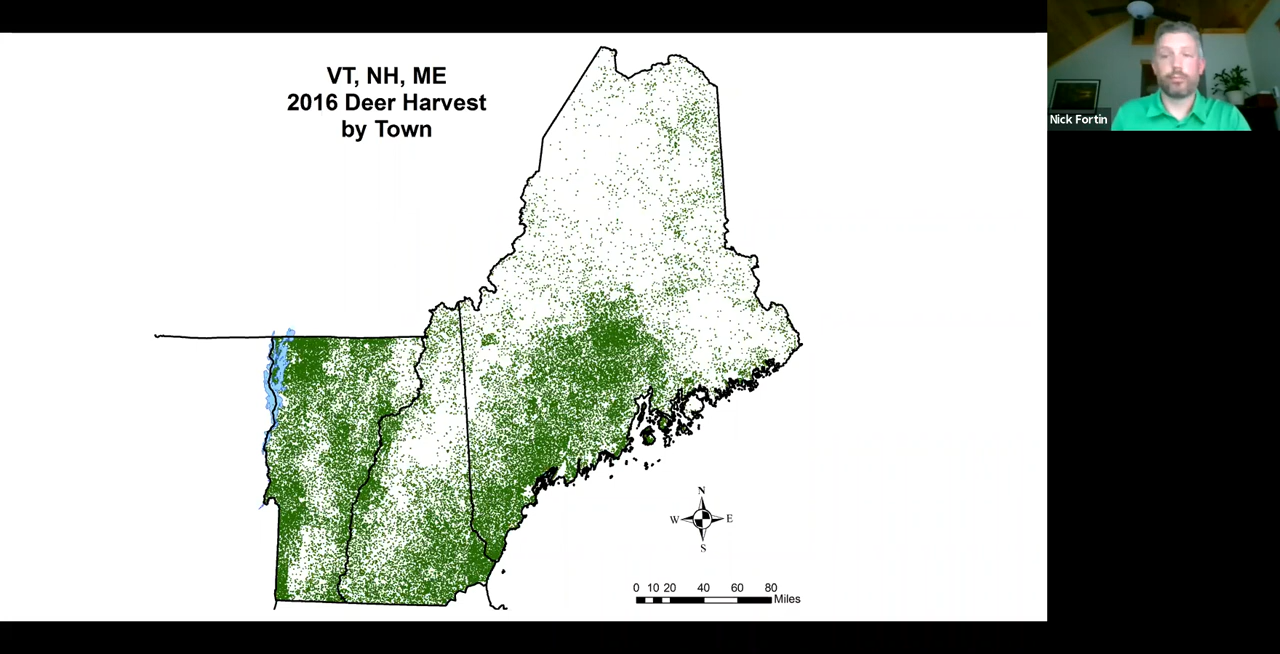 VT, NH, ME
2016 Deer Harvest
by Town
Nick Fortin
N
W E
S
0 10 20 40 60 80
Miles